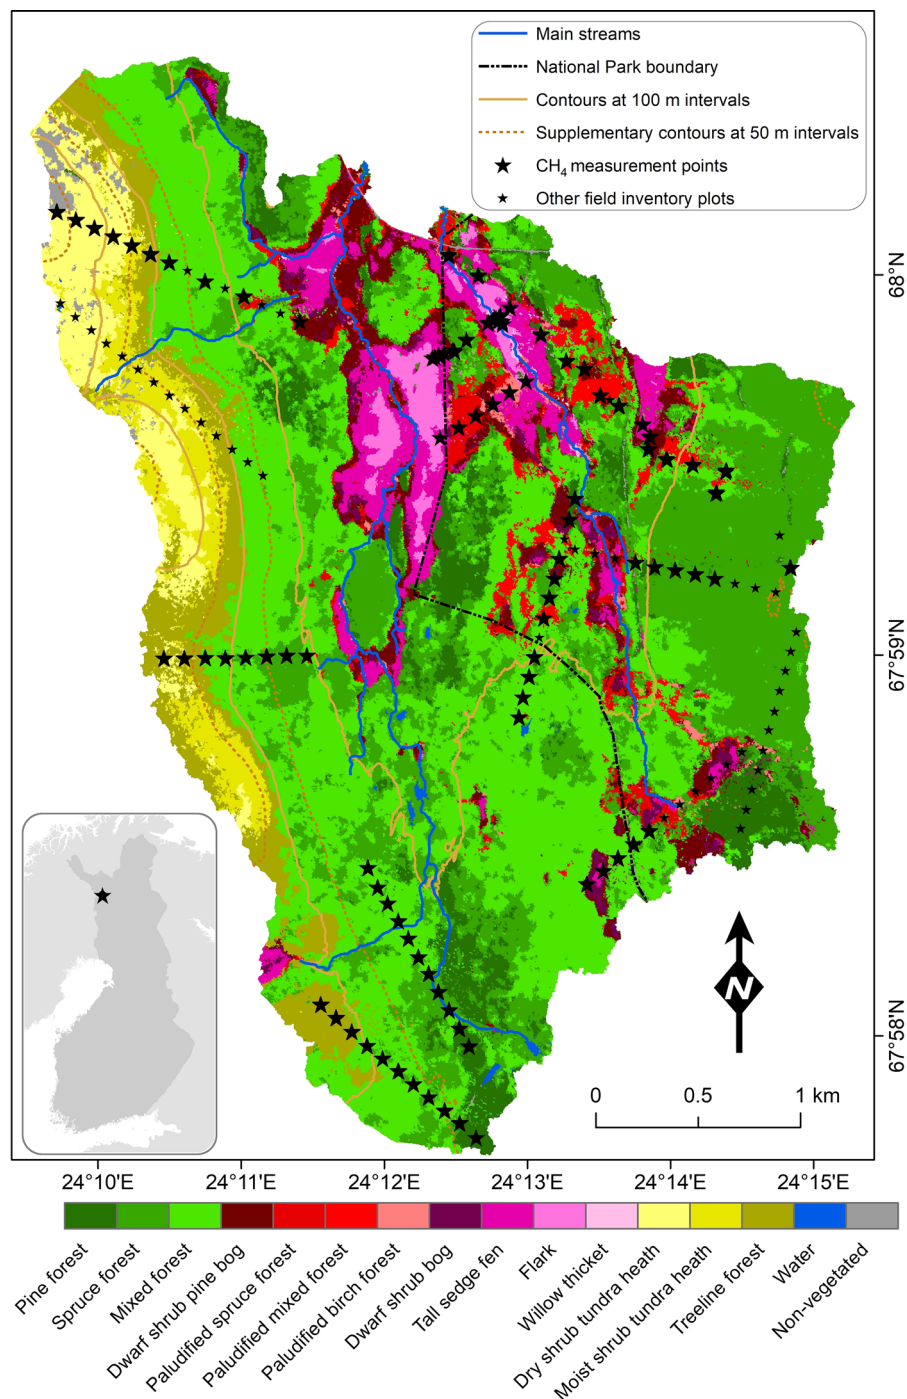 Main streams
National Park boundary
Contours at 100 m intervals
Supplementary contours at 50 m intervals
CH₄ measurement points
Other field inventory plots
68°N
67°59'N
67°58'N
N
0 0.5 1 km
24°10'E 24°11'E 24°12'E 24°13'E 24°14'E 24°15'E
Pine forest
Spruce forest
Mixed forest
Dwarf shrub pine bog
Paludified spruce forest
Paludified mixed forest
Paludified birch forest
Dwarf shrub bog
Tall sedge fen
Flark
Willow thicket
Dry shrub tundra heath
Moist shrub tundra heath
Treeline forest
Water
Non-vegetated